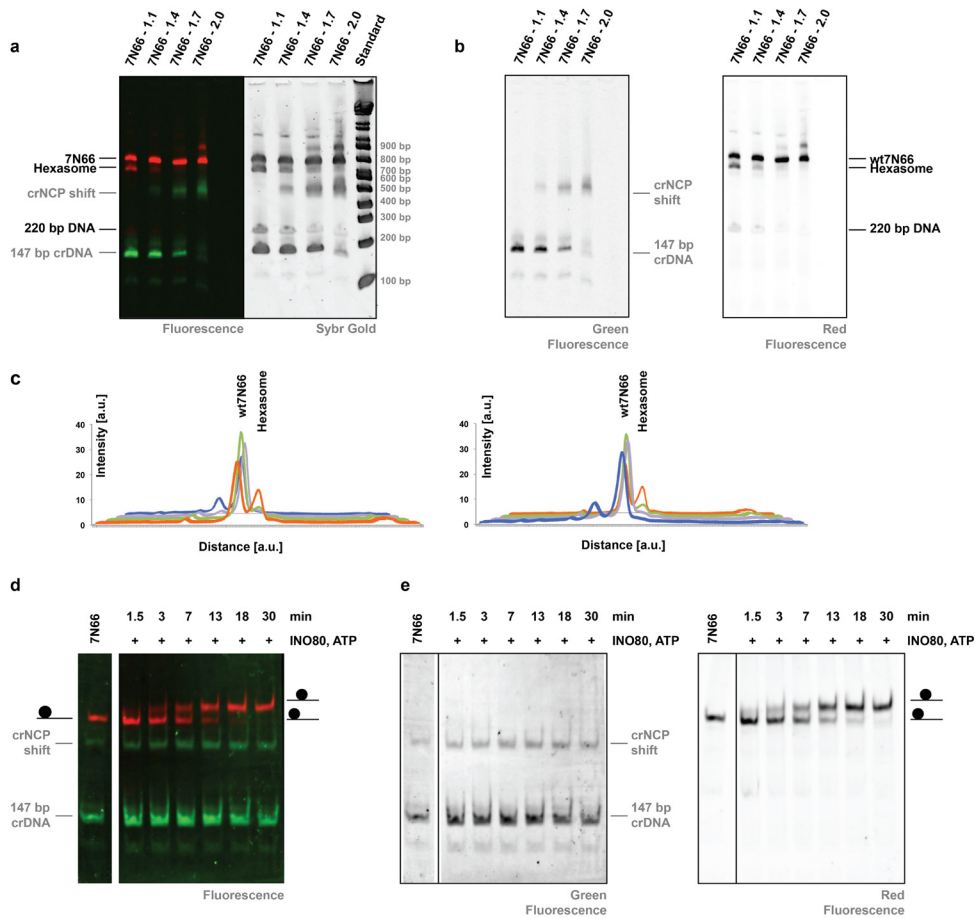 a
7N66 - 1.1
7N66 - 1.4
7N66 - 1.7
7N66 - 2.0
7N66 - 1.1
7N66 - 1.4
7N66 - 1.7
7N66 - 2.0
Standard
7N66
Hexasome
crNCP shift
220 bp DNA
147 bp crDNA
900 bp
800 bp
700 bp
600 bp
500 bp
400 bp
300 bp
200 bp
100 bp
Fluorescence
Sybr Gold
b
7N66 - 1.1
7N66 - 1.4
7N66 - 1.7
7N66 - 2.0
7N66 - 1.1
7N66 - 1.4
7N66 - 1.7
7N66 - 2.0
crNCP
shift
147 bp
crDNA
wt7N66
Hexasome
220 bp DNA
Green
Fluorescence
Red
Fluorescence
c
Intensity [a.u.]
40
30
20
10
0
wt7N66
Hexasome
Distance [a.u.]
Intensity [a.u.]
40
30
20
10
0
wt7N66
Hexasome
Distance [a.u.]
d
7N66
1.5 3 7 13 18 30 min
+ + + + + + INO80, ATP
crNCP
shift
147 bp
crDNA
Fluorescence
e
7N66
1.5 3 7 13 18 30
+ + + + + +
crNCP
shift
147 bp
crDNA
Green
Fluorescence
7N66
1.5 3 7 13 18 30 min
+ + + + + + INO80, ATP
Red
Fluorescence